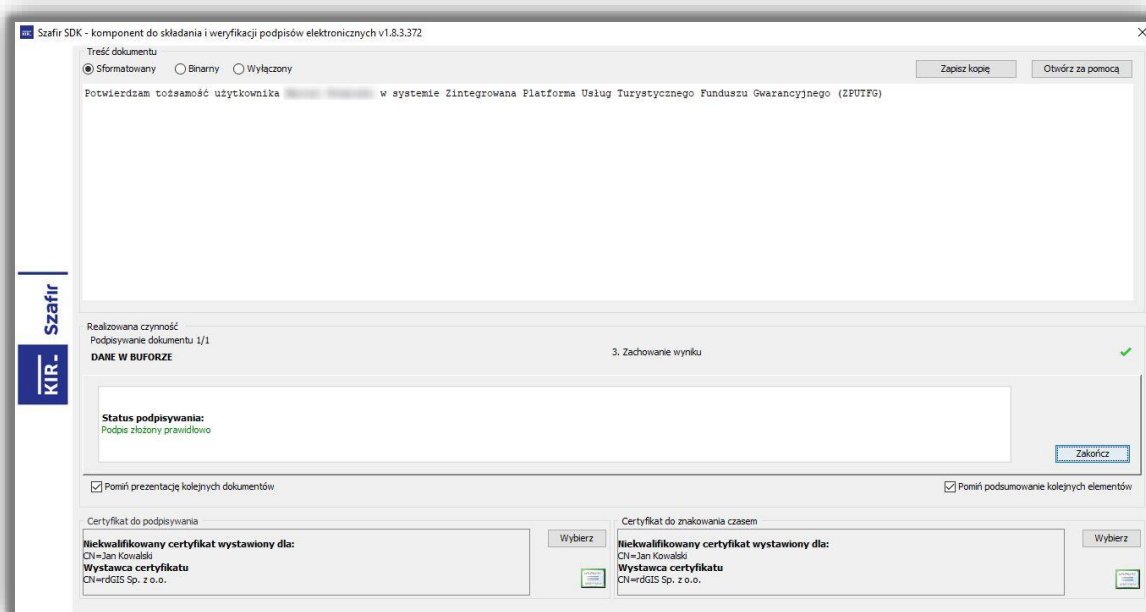 Szafir SDK - komponent do składania i weryfikacji podpisów elektronicznych v1.8.3.372
Treść dokumentu
Sformatowany Binarny Wyłączony Zapisz kopię Otwórz za pomocą
Potwierdzam tożsamość użytkownika w systemie Zintegrowana Platforma Usług Turystycznego Funduszu Gwarancyjnego (ZPUTFG)
Szafir
KIR
Realizowana czynność
Podpisywanie dokumentu 1/1
DANE W BUFORZE
3. Zachowanie wyniku
Status podpisywania:
Podpis złożony prawidłowo
Zakończ
Pomiń prezentację kolejnych dokumentów Pomiń podsumowanie kolejnych elementów
Certyfikat do podpisywania
Niekwalifikowany certyfikat wystawiony dla:
CN=Jan Kowalski
Wystawca certyfikatu
CN=rdGIS Sp. z o.o.
Wybierz
Certyfikat do znakowania czasem
Niekwalifikowany certyfikat wystawiony dla:
CN=Jan Kowalski
Wystawca certyfikatu
CN=rdGIS Sp. z o.o.
Wybierz